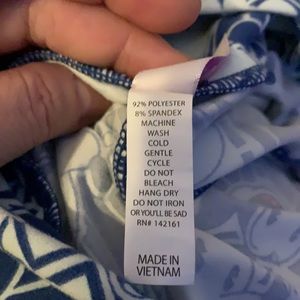 92% POLYESTER
8% SPANDEX
MACHINE
WASH
COLD
GENTLE
CYCLE
DO NOT
BLEACH
HANG DRY
DO NOT IRON
OR YOU'LL BE SAD
RN# 142161
MADE IN
VIETNAM